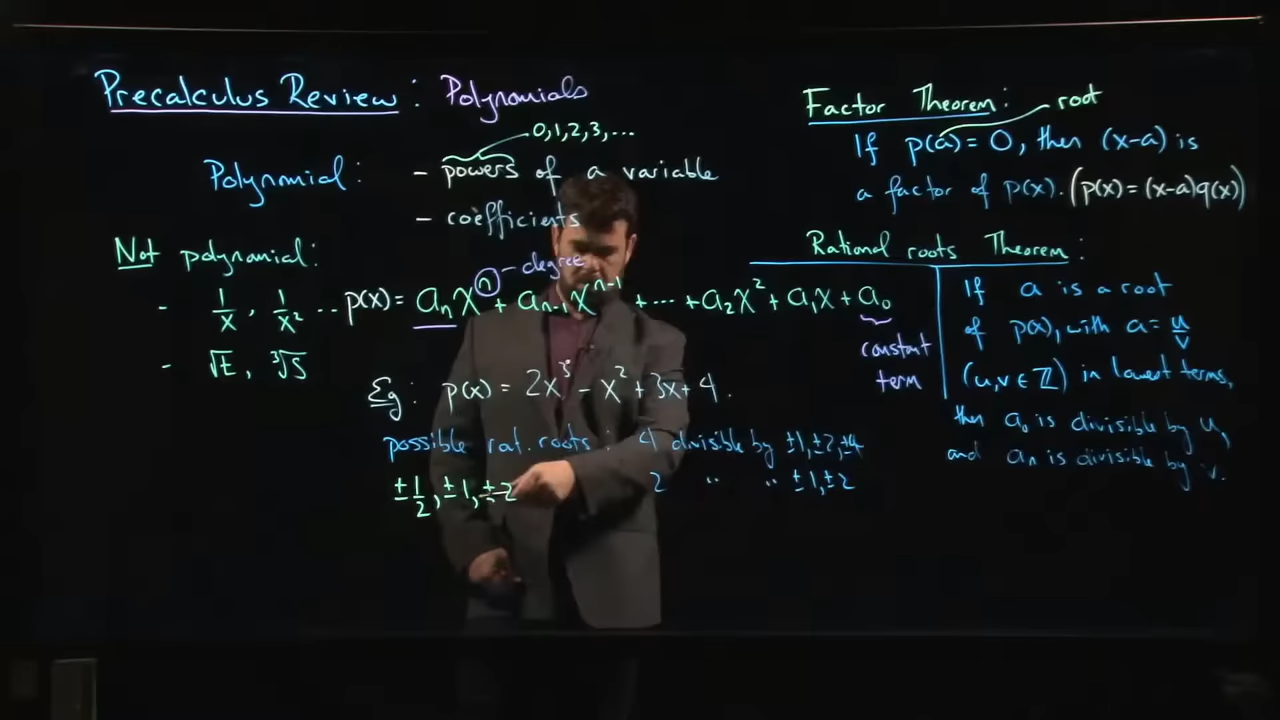 Precalculus Review: Polynomials
0,1,2,3,...
Polynomial: - powers of a variable
- coefficients
Not polynomial:
- 1/x, 1/x² ...
- √E, ³√5
degree
p(x) = aₙxⁿ + aₙ₋₁xⁿ⁻¹ + ... + a₂x² + a₁x + a₀
constant
term
Eg: p(x) = 2x³ - x² + 3x + 4.
possible rat. roots: 4 divisible by ±1,±2,±4
2 " " ±1,±2
±1/2, ±1, ±2
Factor Theorem: root
If p(a) = 0, then (x-a) is
a factor of p(x). (p(x) = (x-a)q(x))
Rational roots Theorem:
If a is a root
of p(x), with a = u/v
(u,v ∈ ℤ) in lowest terms,
then a₀ is divisible by u,
and aₙ is divisible by v.